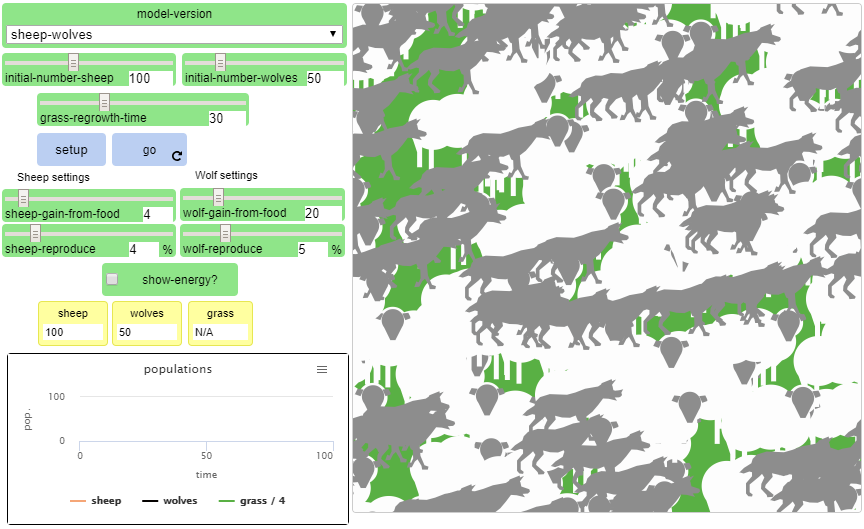 model-version
sheep-wolves
initial-number-sheep 100
initial-number-wolves 50
grass-regrowth-time 30
setup
go
Sheep settings
Wolf settings
sheep-gain-from-food 4
wolf-gain-from-food 20
sheep-reproduce 4 %
wolf-reproduce 5 %
show-energy?
sheep
wolves
grass
100
50
N/A
populations
pop.
100
0
0
50
100
time
sheep
wolves
grass / 4